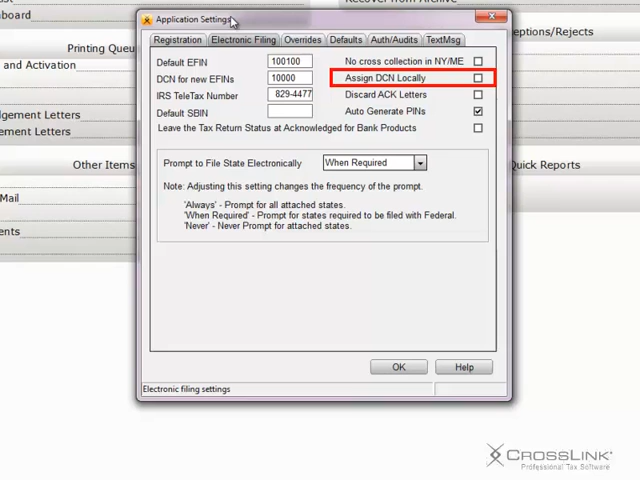 Recover from Audits
shboard
Printing Queu
ceptions/Rejects
and Activation
gement Letters
Letters
Other Items
Quick Reports
Mail
ents
Application Settings
Registration
Electronic Filing
Overrides
Defaults
Auth/Audits
TextMsg
Default EFIN 100100
No cross collection in NY/ME
DCN for new EFINs 10000
Assign DCN Locally
IRS TeleTax Number 829-4477
Discard ACK Letters
Default SBIN
Auto Generate PINs
Leave the Tax Return Status at Acknowledged for Bank Products
Prompt to File State Electronically When Required
Note: Adjusting this setting changes the frequency of the prompt.
'Always' - Prompt for all attached states.
'When Required' - Prompt for states required to be filed with Federal.
'Never' - Never Prompt for attached states.
OK
Help
Electronic filing settings
CROSSLINK
Professional Tax Software